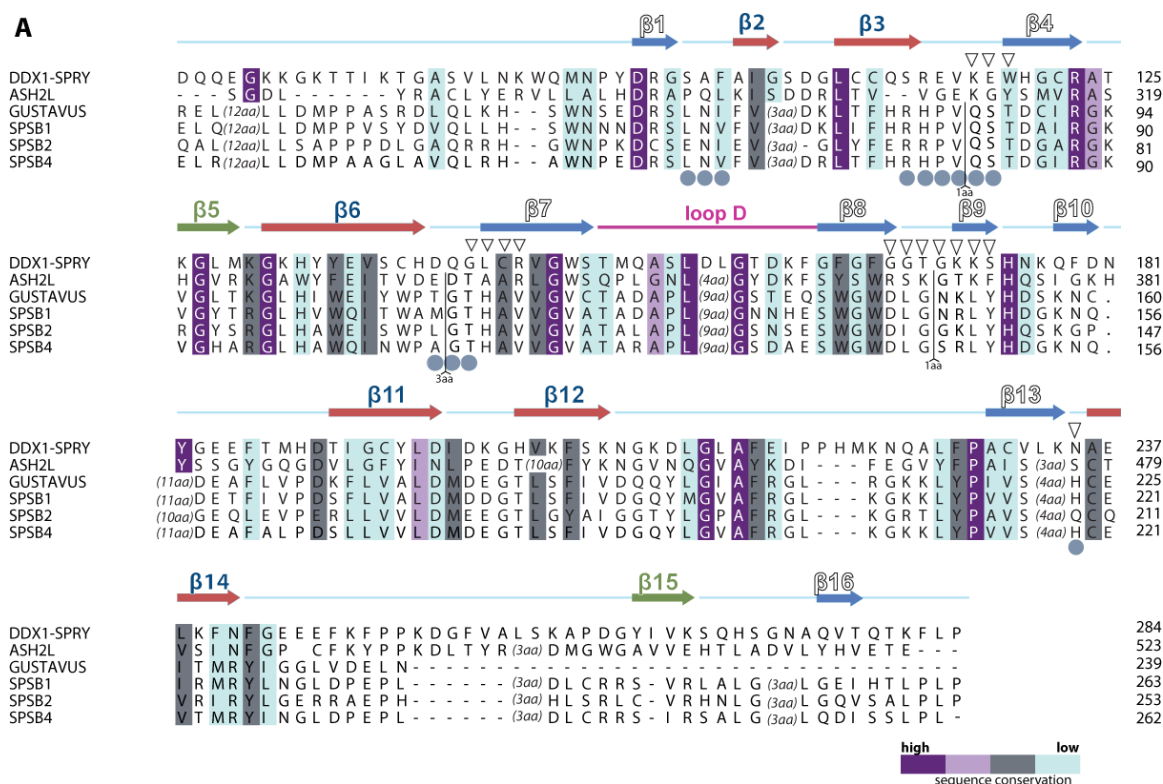 A
β1 β2 β3 β4
DDX1-SPRY D Q Q E G K K G K T T I K T G A S V L N K W Q M N P Y D R G S A F A I G S D G L C C Q S R E V K E W H G C R A T 125
ASH2L - - - S G D L - - - - Y R A C L Y E R V L L A L H D R A P Q L K I S D D R L T V - - V G E K G Y S M V R A S 319
GUSTAVUS R E L (12aa) L L D M P P A S R D L Q L K H - - S W N S E D R S L N I F V (3aa) D K L T F H R H P V Q S T D C I R G K 94
SPSB1 E L Q (12aa) L L D M P P V S Y D V Q L L H - - S W N N N D R S L N V F V (3aa) D K L I F H R H P V Q S T D A I R G K 90
SPSB2 Q A L (12aa) L L S A P P D L G A Q R R H - - G W N P K D C S E N I F V (3aa) E G L Y F E R R P V Q S T D G A R G K 81
SPSB4 E L R (12aa) L L D M P A A G L A V Q L R H - - A W N P E D R S L N V F V (3aa) D R L T F H R H P V Q S T D G I R G K 90
1aa
β5 β6 β7 loop D β8 β9 β10
DDX1-SPRY K G L M K G K H Y Y E V S C H D Q G L C R V G W S T M Q A S L D L G T D K F G F G F G G T G K K S H N K Q F D N 181
ASH2L H G V R K G A W Y F E I T V D E D T A A R L G W S Q P L G N L (4aa) G Y D K F S Y S W R S K G T K F H Q S I G K H 381
GUSTAVUS V G L T K G L H I W E I Y W P T G T H A V V G V C T A D A P L (9aa) G S T E Q S W G W D L G N K L Y H D S K N C . 160
SPSB1 V G Y T R G L H V W Q I T W A M G T H A V V G V A T A D A P L (9aa) G N N H E S W G W D L G N R L Y H D G K N Q . 156
SPSB2 R G Y S R G L H A W E I S W P L G T H A V V G V A T A L A P L (9aa) G S N S E S W G W D I G G K L Y H Q S K G P . 147
SPSB4 V G H A R G L H A W Q I N W P A G T H A V V G V A T A R A P L (9aa) G S D A E S W G W D L G S R L Y H D G K N Q . 156
3aa 1aa
β11 β12 β13
DDX1-SPRY Y G E E F T M H D T I G C Y L D I D K G H V K F S K N G K D L G L A F E I P P H M K N Q A L F P A C V L K N A E 237
ASH2L Y S S G Y G Q G D V L G F Y I N L P E D T (10aa) F Y K N G V N Q G V A Y K D I - - - F E G V Y F P A I S (3aa) S C T 479
GUSTAVUS (11aa) D E A F L V P D K F L V A L D M D E G T L S F I V D Q Q Y L G I A F R G L - - - K G K K L Y P I V S (4aa) H C E 225
SPSB1 (11aa) D E T F I V P D S F L V A L D M D D G T L S F I V D G Q Y M G V A F R G L - - - K G K K L Y P V V S (4aa) H C E 221
SPSB2 (10aa) G E Q L E V P E R L L V V L D M E E G T L G Y A I G G T Y L G P A F R G L - - - K G R T L Y P A V S (4aa) Q C Q 211
SPSB4 (11aa) D E A F A L P D S L L V V L D M D E G T L S F I V D G Q Y L G V A F R G L - - - K G K K L Y P V V S (4aa) H C E 221
β14 β15 β16
DDX1-SPRY L K F N F G E E E F K F P P K D G F V A L S K A P D G Y I V K S Q H S G N A Q V T Q T K F L P 284
ASH2L V S I N F G P C F K Y P P K D L T Y R (3aa) D M G W G A V V E H T L A D V L Y H V E T E - - - 523
GUSTAVUS I T M R Y I G G L V D E L N - - - - - - - - - - - - - - - - - - - - - - - - - - - - - - - - - 239
SPSB1 I R M R Y L N G L D P E P L - - - - - - (3aa) D L C R R S - V R L A L G (3aa) L G E I H T L P L P 263
SPSB2 V R I R Y L G E R R A E P H - - - - - - (3aa) H L S R L C - V R H N L G (3aa) L G Q V S A L P L P 253
SPSB4 V T M R Y I N G L D P E P L - - - - - - (3aa) D L C R R S - I R S A L G (3aa) L Q D I S S L P L - 262
high low
sequence conservation